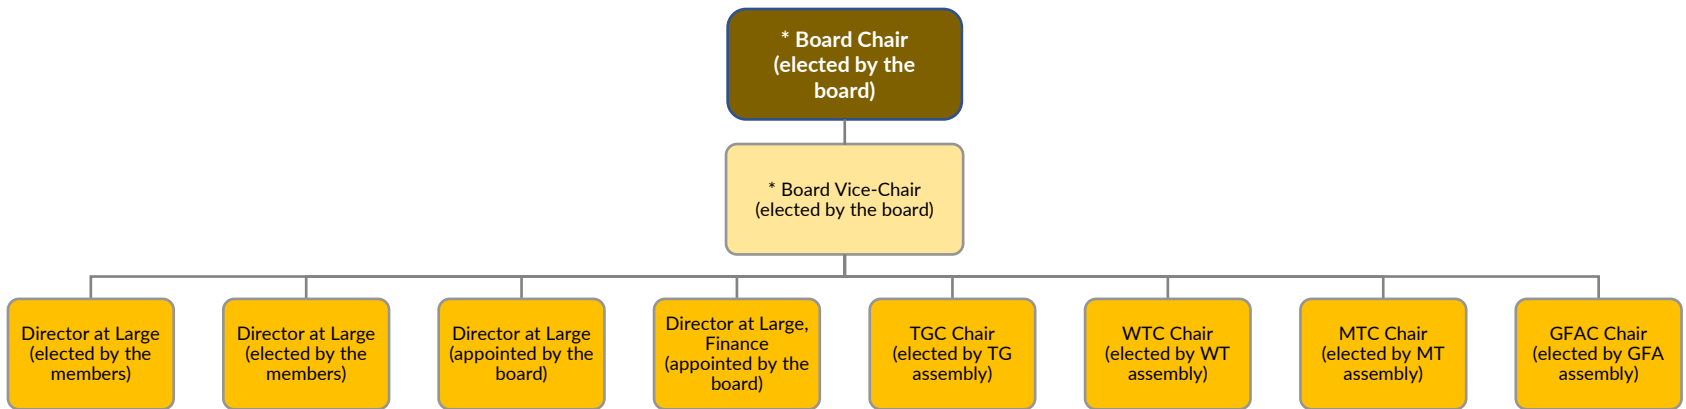 * Board Chair
(elected by the
board)
* Board Vice-Chair
(elected by the board)
Director at Large
(elected by the
members)
Director at Large
(elected by the
members)
Director at Large
(appointed by the
board)
Director at Large,
Finance
(appointed by the
board)
TGC Chair
(elected by TG
assembly)
WTC Chair
(elected by WT
assembly)
MTC Chair
(elected by MT
assembly)
GFAC Chair
(elected by GFA
assembly)